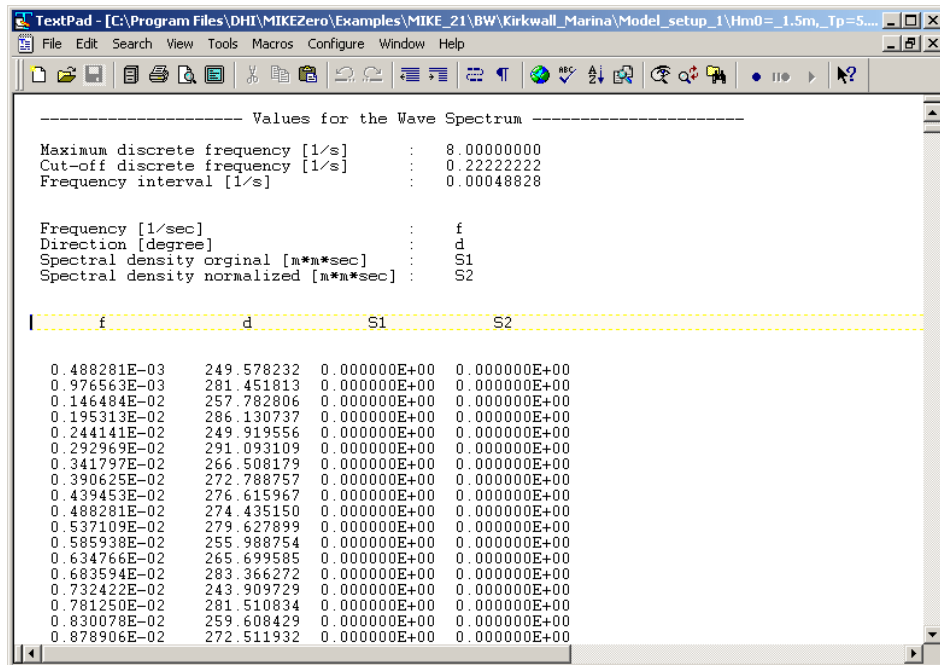 TextPad - [C:\Program Files\DHI\MIKEZero\Examples\MIKE_21\BW\Kirkwall_Marina\Model_setup_1\Hm0=_1.5m,_Tp=5....
File Edit Search View Tools Macros Configure Window Help
--------------------- Values for the Wave Spectrum ----------------------
Maximum discrete frequency [1/s] : 8.00000000
Cut-off discrete frequency [1/s] : 0.22222222
Frequency interval [1/s] : 0.00048828
Frequency [1/sec] : f
Direction [degree] : d
Spectral density orginal [m*m*sec] : S1
Spectral density normalized [m*m*sec] : S2
f d S1 S2
0.488281E-03 249.578232 0.000000E+00 0.000000E+00
0.976563E-03 281.451813 0.000000E+00 0.000000E+00
0.146484E-02 257.782806 0.000000E+00 0.000000E+00
0.195313E-02 286.130737 0.000000E+00 0.000000E+00
0.244141E-02 249.919556 0.000000E+00 0.000000E+00
0.292969E-02 291.093109 0.000000E+00 0.000000E+00
0.341797E-02 266.508179 0.000000E+00 0.000000E+00
0.390625E-02 272.788757 0.000000E+00 0.000000E+00
0.439453E-02 276.615967 0.000000E+00 0.000000E+00
0.488281E-02 274.435150 0.000000E+00 0.000000E+00
0.537109E-02 279.627899 0.000000E+00 0.000000E+00
0.585938E-02 255.988754 0.000000E+00 0.000000E+00
0.634766E-02 265.699585 0.000000E+00 0.000000E+00
0.683594E-02 283.366272 0.000000E+00 0.000000E+00
0.732422E-02 243.909729 0.000000E+00 0.000000E+00
0.781250E-02 281.510834 0.000000E+00 0.000000E+00
0.830078E-02 259.608429 0.000000E+00 0.000000E+00
0.878906E-02 272.511932 0.000000E+00 0.000000E+00